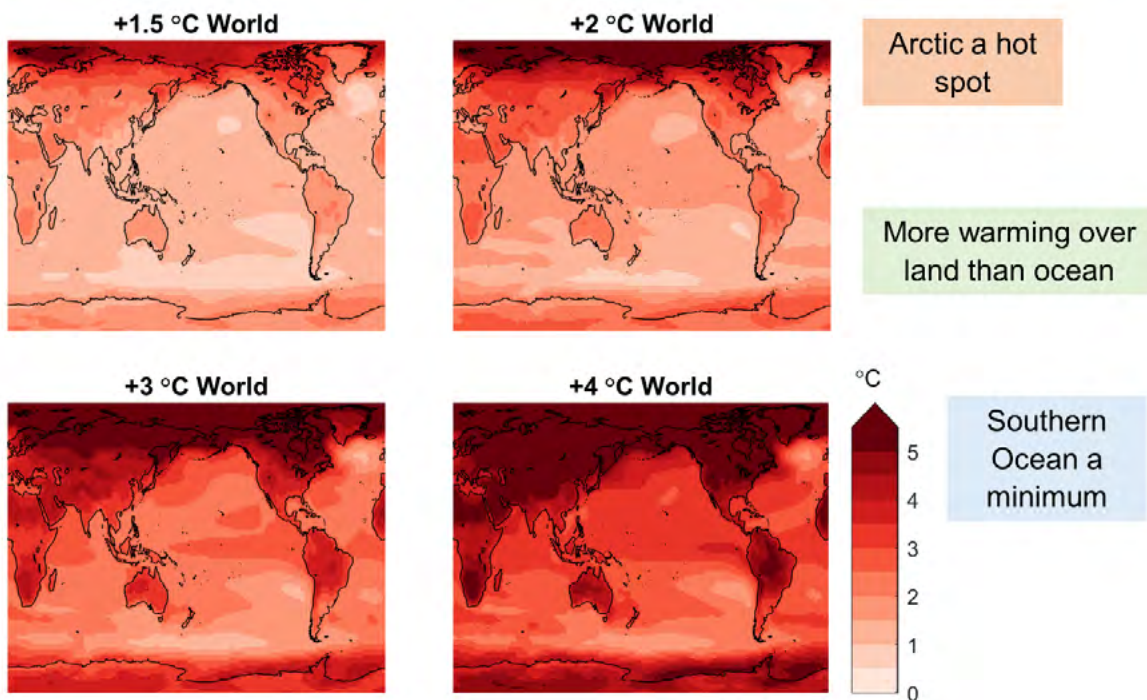 +1.5 °C World
+2 °C World
Arctic a hot
spot
More warming over
land than ocean
+3 °C World
+4 °C World
°C
5
4
3
2
1
0
Southern
Ocean a
minimum